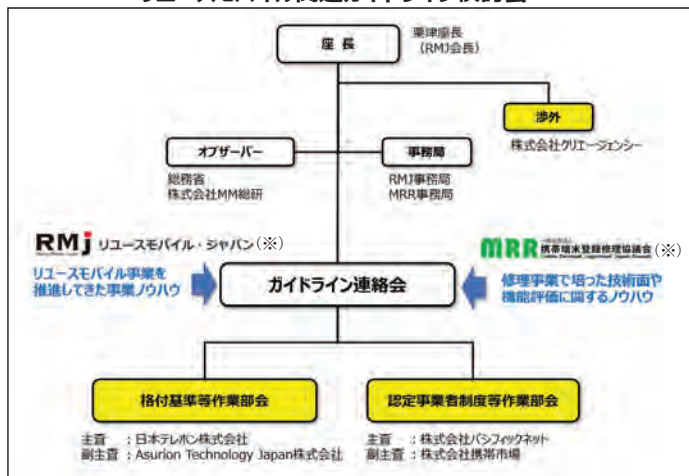 座 長
粟津座長
(RMJ会長)
渉外
株式会社クリエージェンシー
オブザーバー
総務省
株式会社MM総研
事務局
RMJ事務局
MRR事務局
RMJ リユースモバイル・ジャパン(※)
リユースモバイル事業を
推進してきた事業ノウハウ
ガイドライン連絡会
MRR 携帯端末登録修理協議会(※)
修理事業で培った技術面や
機能評価に関するノウハウ
格付基準等作業部会
主査 :日本テレホン株式会社
副主査 :Asurion Technology Japan株式会社
認定事業者制度等作業部会
主査 :株式会社パシフィックネット
副主査 :株式会社携帯市場